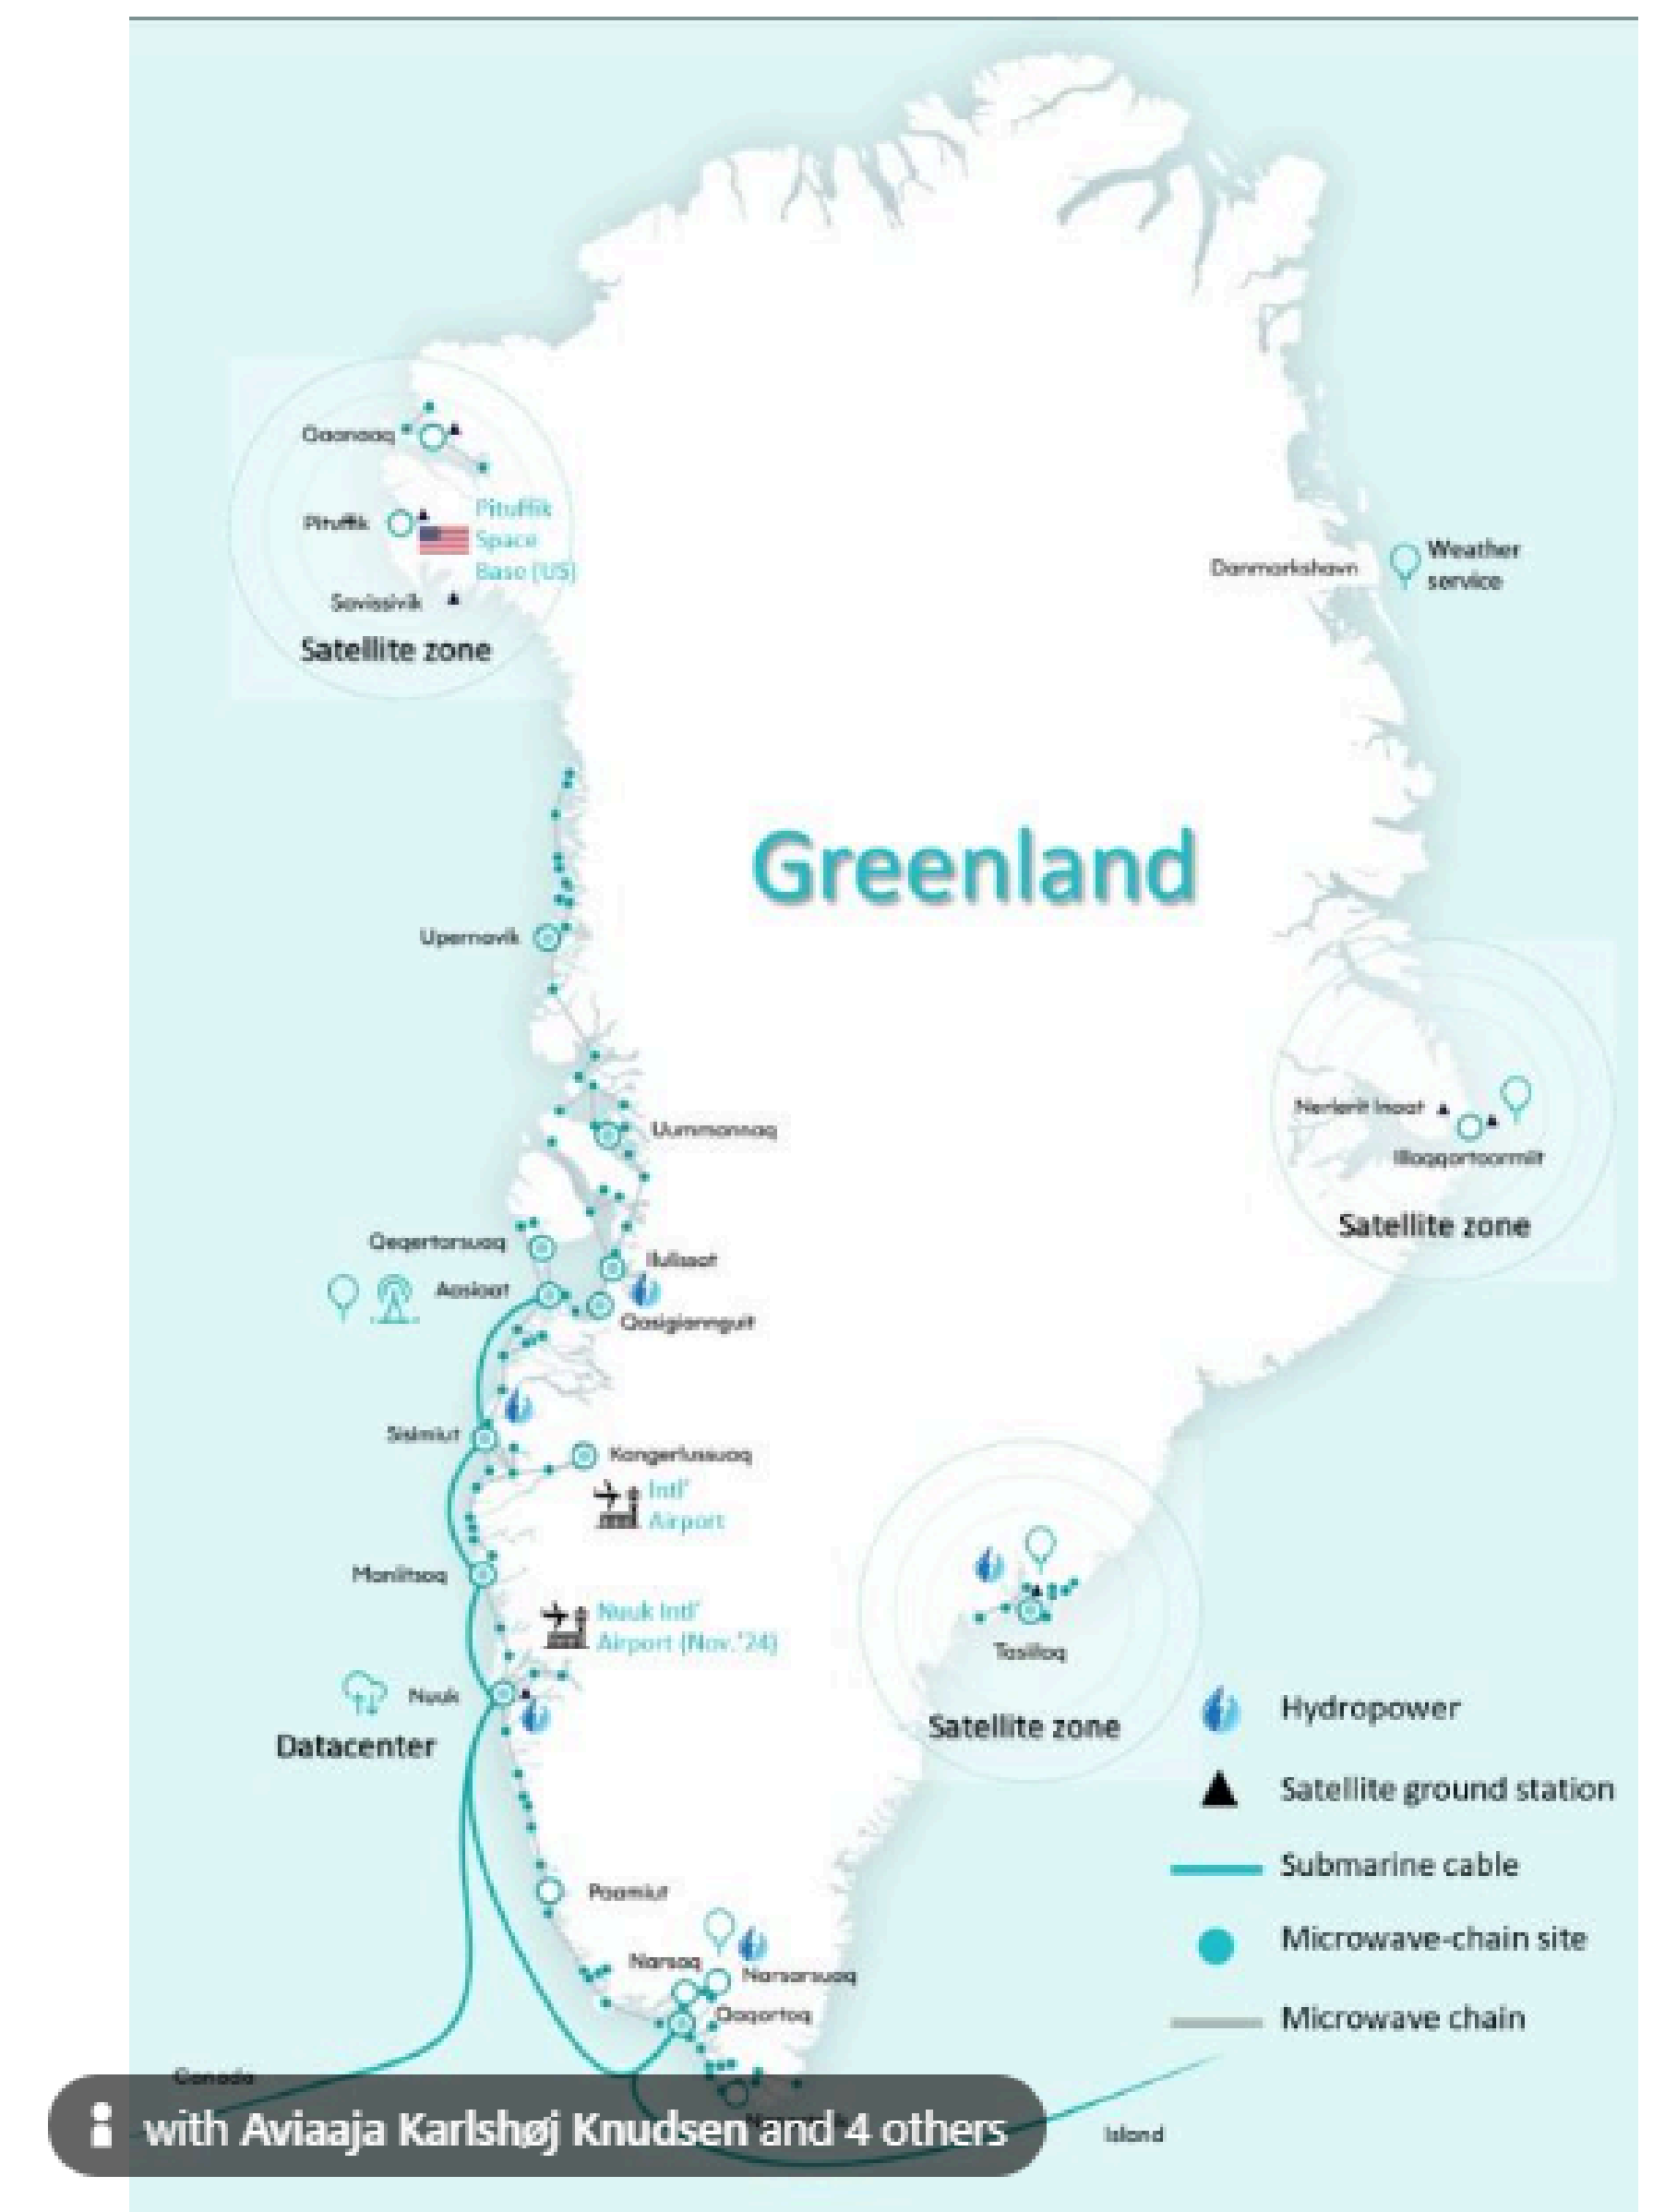 Qaanaaq
Pituffik
Pituffik
Space
Base (US)
Savissivik
Satellite zone
Danmarkshavn
Weather
service
Greenland
Upernavik
Uummannaq
Nerlerit Inaat
Illoqqortoormiit
Satellite zone
Qeqertarsuaq
Ilulissat
Aasiaat
Qasigiannguit
Sisimiut
Kangerlussuaq
Intl'
Airport
Maniitsoq
Nuuk Intl'
Airport (Nov.'24)
Tasiilaq
Satellite zone
Nuuk
Datacenter
Hydropower
Satellite ground station
Submarine cable
Microwave-chain site
Microwave chain
Paamiut
Narsaq
Narsarsuaq
Qaqortoq
Canada
with Aviaaja Karlshøj Knudsen and 4 others
Island